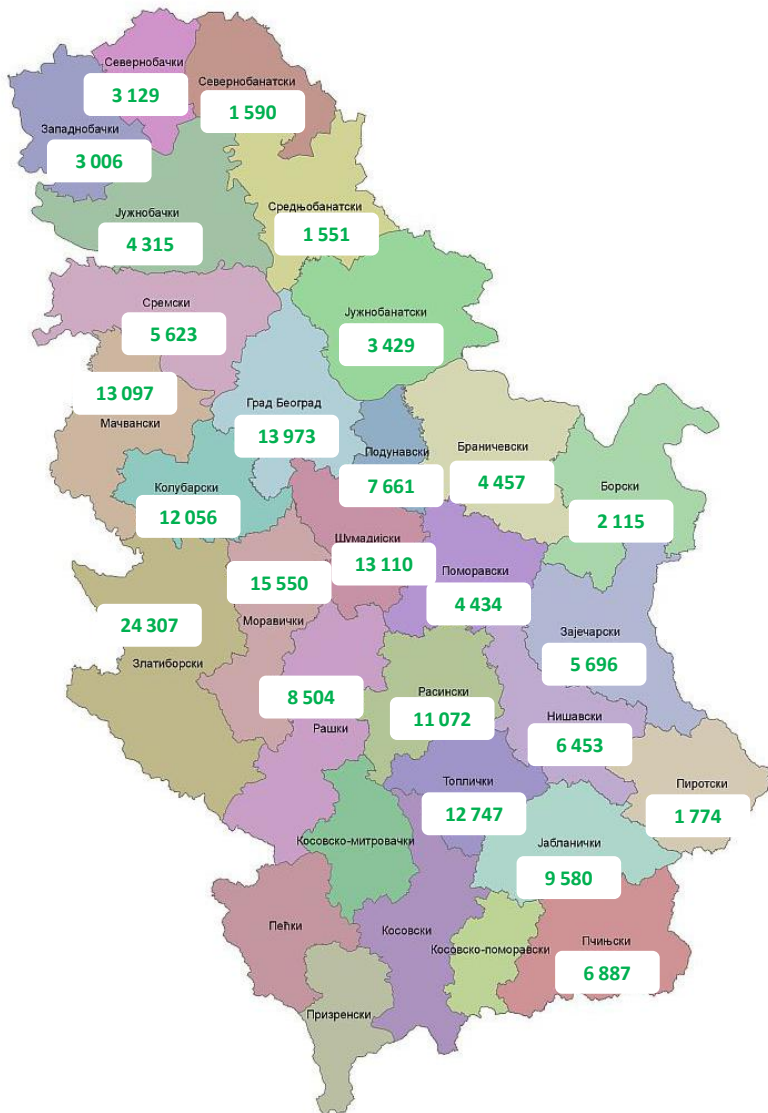 Севернобачки
3 129
Севернобанатски
1 590
Западнобачки
3 006
Јужнобачки
4 315
Средњобанатски
1 551
Сремски
5 623
Јужнобанатски
3 429
13 097
Мачвански
Град Београд
13 973
Подунавски
7 661
Браничевски
4 457
Борски
2 115
Колубарски
12 056
Шумадијски
13 110
15 550
Моравички
Поморавски
4 434
24 307
Златиборски
Зајечарски
5 696
8 504
Рашки
Расински
11 072
Нишавски
6 453
Топлички
12 747
Пиротски
1 774
Косовско-митровачки
Јабланички
9 580
Пећки
Косовски
Косовско-поморавски
Пчињски
6 887
Призренски